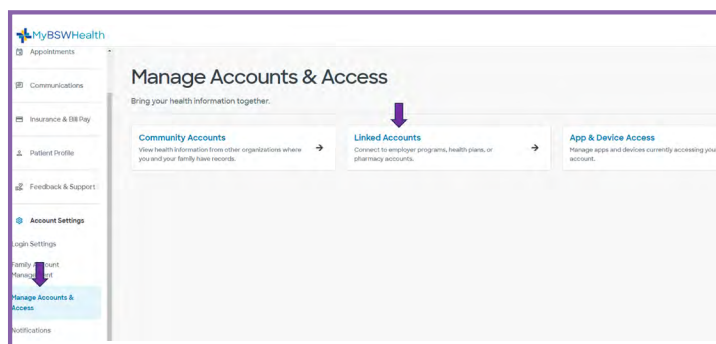 MyBSWHealth
Appointments
Communications
Insurance & Bill Pay
Patient Profile
Feedback & Support
Account Settings
Login Settings
Family Account
Management
Manage Accounts &
Access
Notifications
Manage Accounts & Access
Bring your health information together.
Community Accounts
View health information from other organizations where
you and your family have records.
Linked Accounts
Connect to employer programs, health plans, or
pharmacy accounts.
App & Device Access
Manage apps and devices currently accessing your
account.